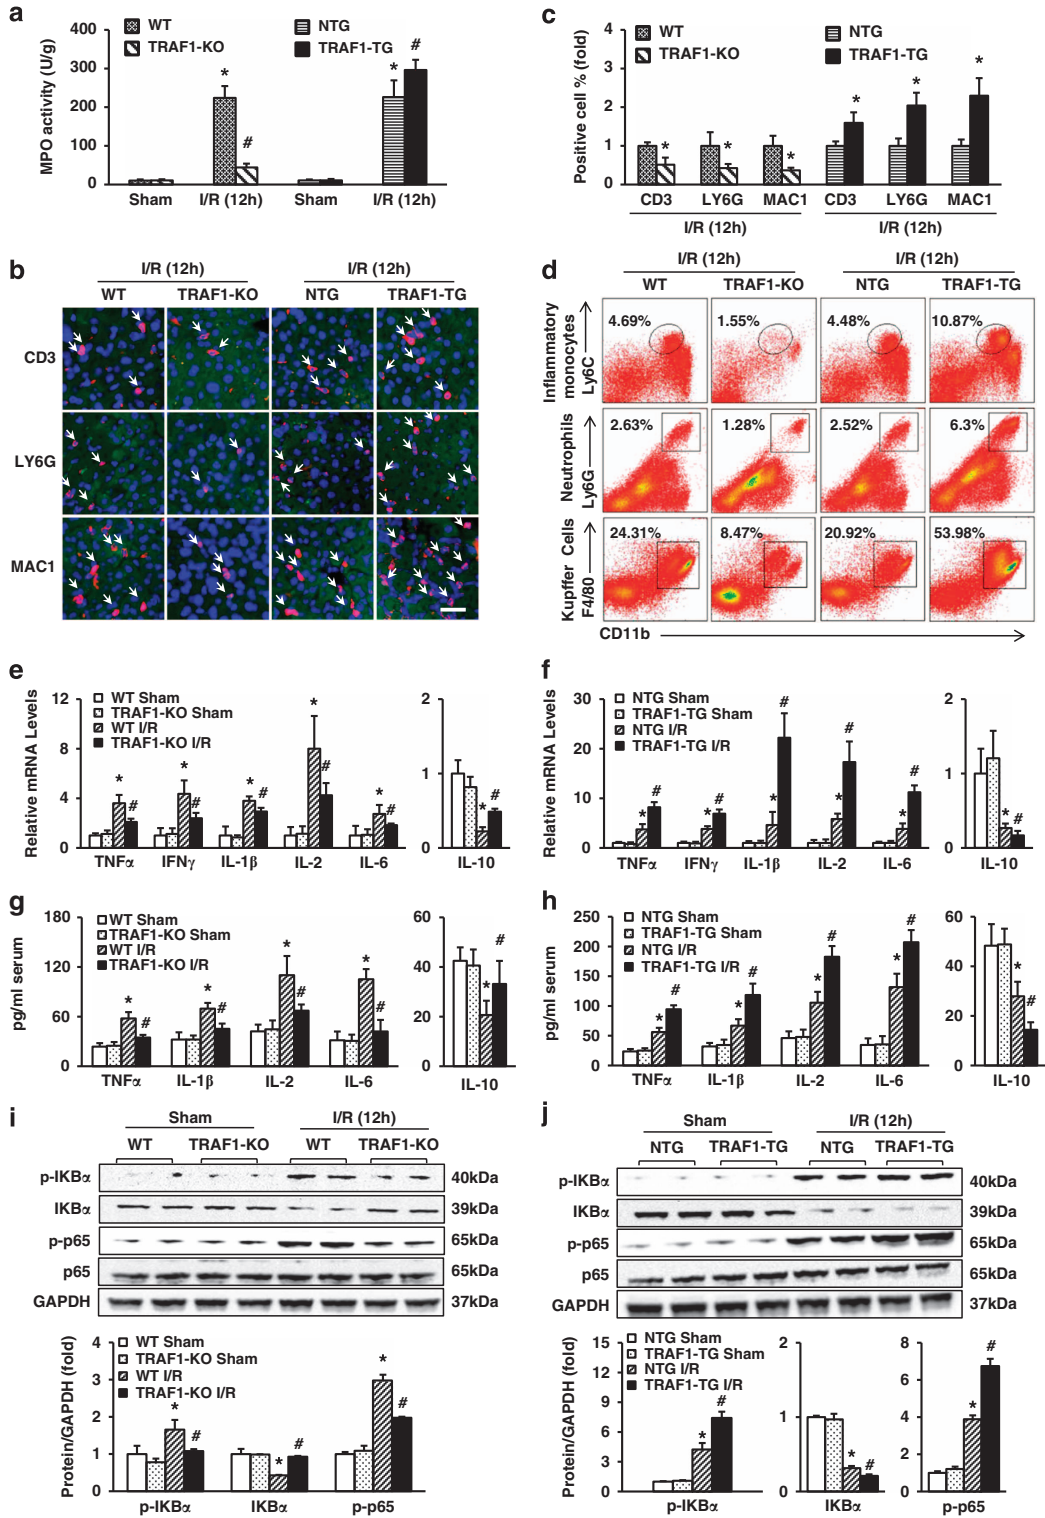 a
MPO activity (U/g)
400
300
200
100
0
WT
TRAF1-KO
NTG
TRAF1-TG
*
#
*
#
Sham
I/R (12h)
Sham
I/R (12h)
c
Positive cell % (fold)
4
3
2
1
0
WT
TRAF1-KO
NTG
TRAF1-TG
* * * * * *
CD3 LY6G MAC1 CD3 LY6G MAC1
I/R (12h) I/R (12h)
b
I/R (12h) I/R (12h)
WT TRAF1-KO NTG TRAF1-TG
CD3
LY6G
MAC1
d
I/R (12h) I/R (12h)
WT TRAF1-KO NTG TRAF1-TG
Inflammatory monocytes
Ly6C
4.69% 1.55% 4.48% 10.87%
Neutrophils
Ly6G
2.63% 1.28% 2.52% 6.3%
Kupffer Cells
F4/80
24.31% 8.47% 20.92% 53.98%
CD11b
e
Relative mRNA Levels
12
8
4
0
WT Sham
TRAF1-KO Sham
WT I/R
TRAF1-KO I/R
* # * # * # * # * #
TNFα IFNγ IL-1β IL-2 IL-6
2
1
0
* #
IL-10
f
Relative mRNA Levels
30
20
10
0
NTG Sham
TRAF1-TG Sham
NTG I/R
TRAF1-TG I/R
* # * # * # * # * #
TNFα IFNγ IL-1β IL-2 IL-6
2
1
0
* #
IL-10
g
pg/ml serum
180
120
60
0
WT Sham
TRAF1-KO Sham
WT I/R
TRAF1-KO I/R
* # * # * # * #
TNFα IL-1β IL-2 IL-6
60
40
20
0
* #
IL-10
h
pg/ml serum
250
200
150
100
50
0
NTG Sham
TRAF1-TG Sham
NTG I/R
TRAF1-TG I/R
* # * # * # * #
TNFα IL-1β IL-2 IL-6
60
40
20
0
* #
IL-10
i
Sham I/R (12h)
WT TRAF1-KO WT TRAF1-KO
p-IKBα 40kDa
IKBα 39kDa
p-p65 65kDa
p65 65kDa
GAPDH 37kDa
Protein/GAPDH (fold)
4
3
2
1
0
WT Sham
TRAF1-KO Sham
WT I/R
TRAF1-KO I/R
* # * # * #
p-IKBα IKBα p-p65
j
Sham I/R (12h)
NTG TRAF1-TG NTG TRAF1-TG
p-IKBα 40kDa
IKBα 39kDa
p-p65 65kDa
p65 65kDa
GAPDH 37kDa
Protein/GAPDH (fold)
15
12
9
6
3
0
NTG Sham
TRAF1-TG Sham
NTG I/R
TRAF1-TG I/R
* #
p-IKBα
2
1
0
* #
IKBα
8
6
4
2
0
* #
p-p65